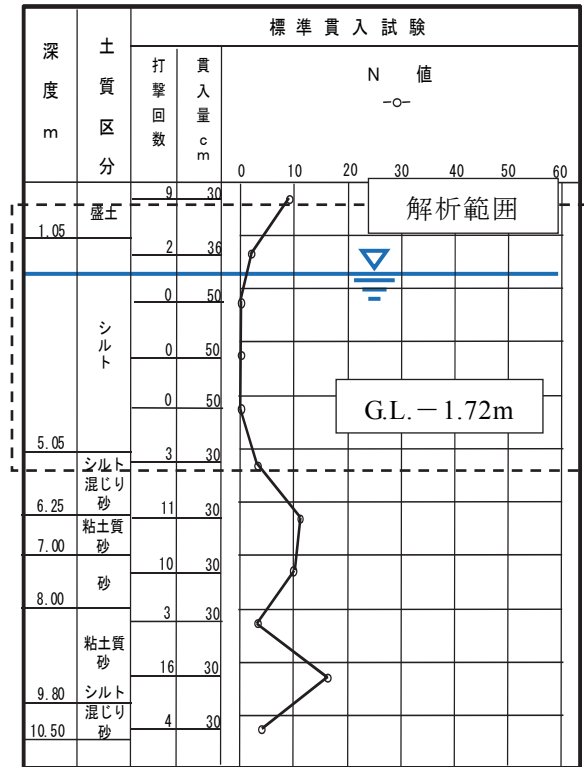 標準貫入試験
深度m
土質区分
打撃回数
貫入量cm
N 値
-o-
0 10 20 30 40 50 60
9 30
盛土
解析範囲
1.05
2 36
0 50
シルト
0 50
0 50
G.L.－1.72m
5.05
3 30
シルト
混じり
砂
6.25
11 30
粘土質
砂
7.00
10 30
砂
8.00
3 30
粘土質
砂
16 30
9.80
シルト
混じり
砂
4 30
10.50